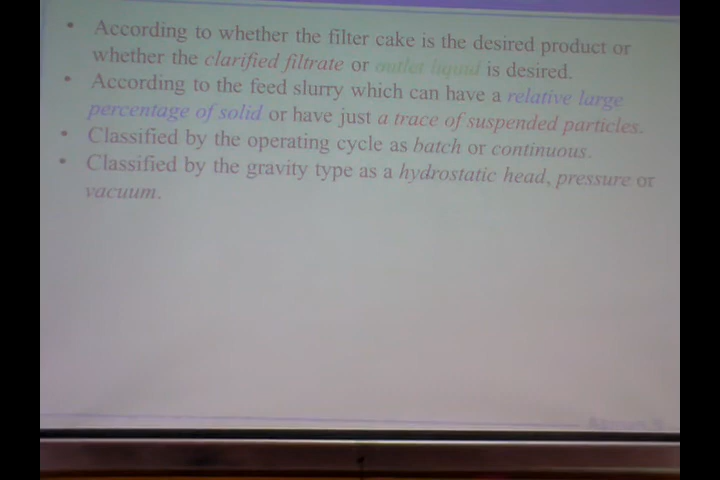 • According to whether the filter cake is the desired product or
whether the clarified filtrate or outlet liquid is desired.
• According to the feed slurry which can have a relative large
percentage of solid or have just a trace of suspended particles.
• Classified by the operating cycle as batch or continuous.
• Classified by the gravity type as a hydrostatic head, pressure or
vacuum.